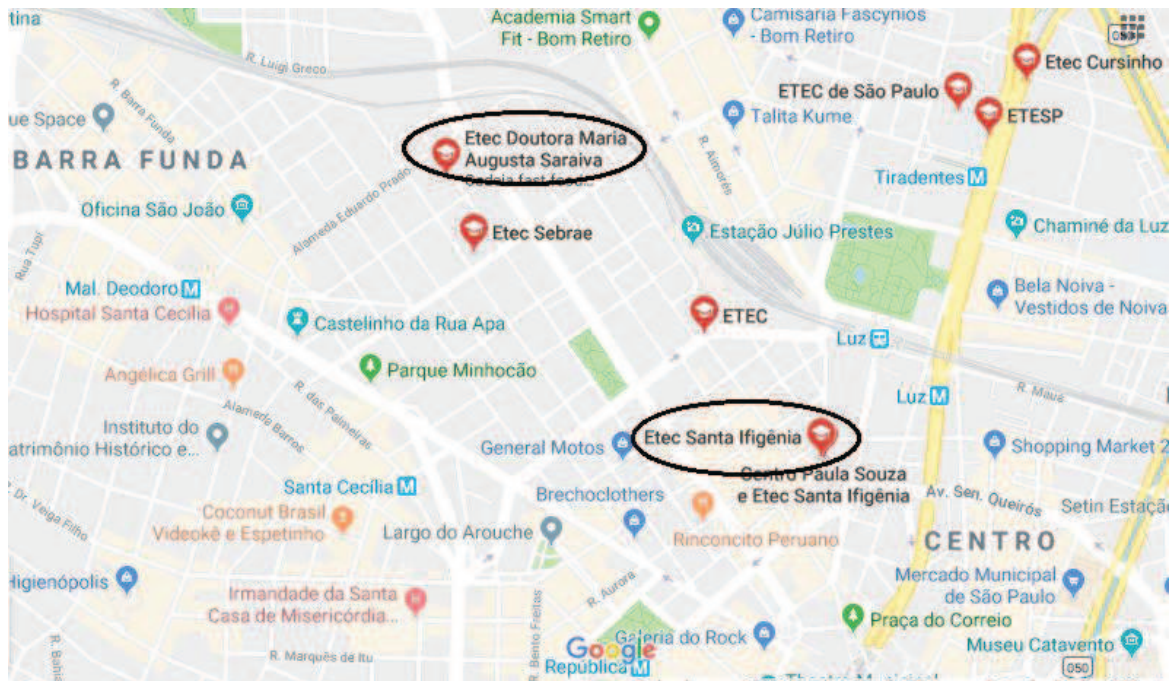 tina
Academia Smart
Fit - Bom Retiro
Camisaria Fascynios
- Bom Retiro
050
R. Luigi Greco
Etec Cursinho
ETEC de São Paulo
ETESP
R. Barra Funda
ue Space
BARRA FUNDA
Etec Doutora Maria
Augusta Saraiva
Talita Kume
R. Aimorés
Tiradentes M
Alameda Eduardo Prado
Oficina São João
Etec Sebrae
Estação Júlio Prestes
Chaminé da Luz
Rua Tupi
Mal. Deodoro M
Hospital Santa Cecília
Bela Noiva -
Vestidos de Noiva
Castelinho da Rua Apa
ETEC
Luz
Angélica Grill
Parque Minhocão
R. das Palmeiras
Luz M
R. Mauá
Alameda Barros
Instituto do
atrimônio Histórico e...
General Motos
Etec Santa Ifigênia
Shopping Market 2
Centro Paula Souza
e Etec Santa Ifigênia
Santa Cecília M
Brechoclothers
Av. Sen. Queirós
Setin Estaçã
R. Dr. Veiga Filho
Coconut Brasil
Videokê e Espetinho
Largo do Arouche
Rinconcito Peruano
CENTRO
Higienópolis
Irmandade da Santa
Casa de Misericórdia...
R. Aurora
Mercado Municipal
de São Paulo
R. Bento Freitas
Praça do Correio
Galeria do Rock
Museu Catavento
R. Bahia
R. Marquês de Itu
Google
República M
050